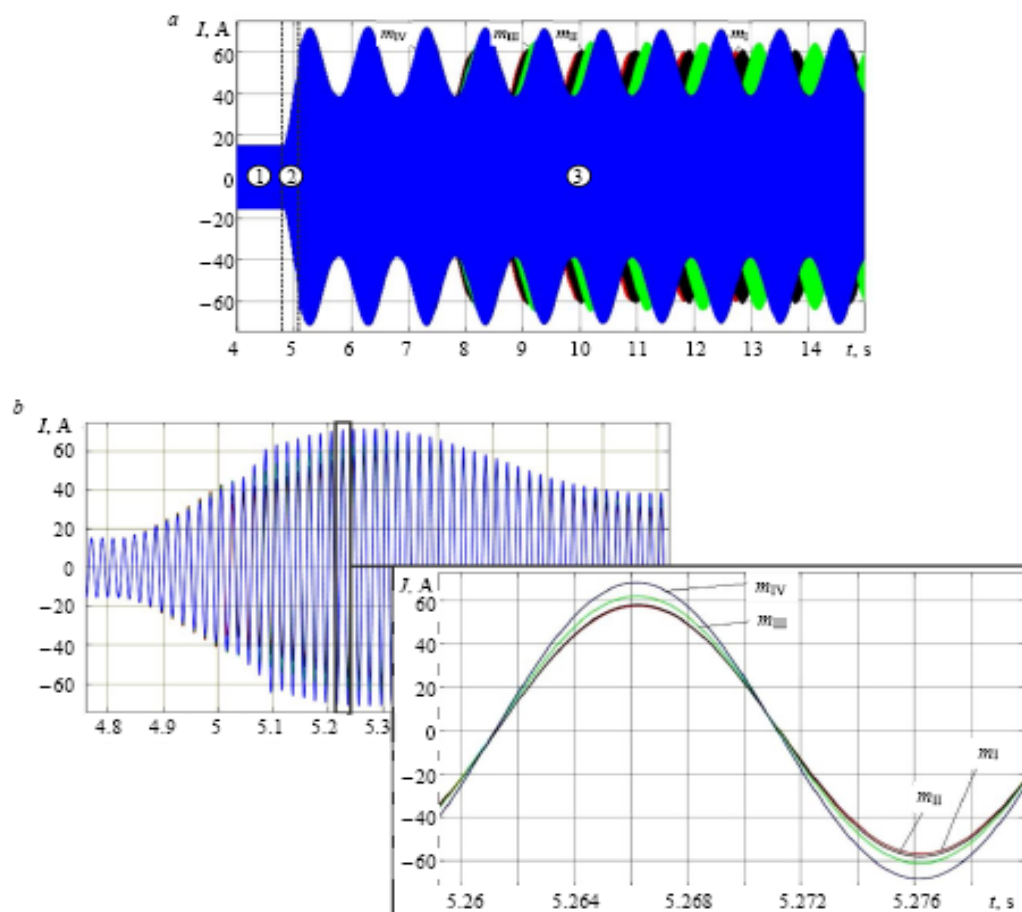 a
I, A
60
40
20
0
−20
−40
−60
m_IV
m_III
m_II
m_I
1
2
3
4 5 6 7 8 9 10 11 12 13 14 t, s
b
I, A
60
40
20
0
−20
−40
−60
4.8 4.9 5 5.1 5.2 5.3
I, A
60
40
20
0
−20
−40
−60
m_IV
m_III
m_I
m_II
5.26 5.264 5.268 5.272 5.276 t, s